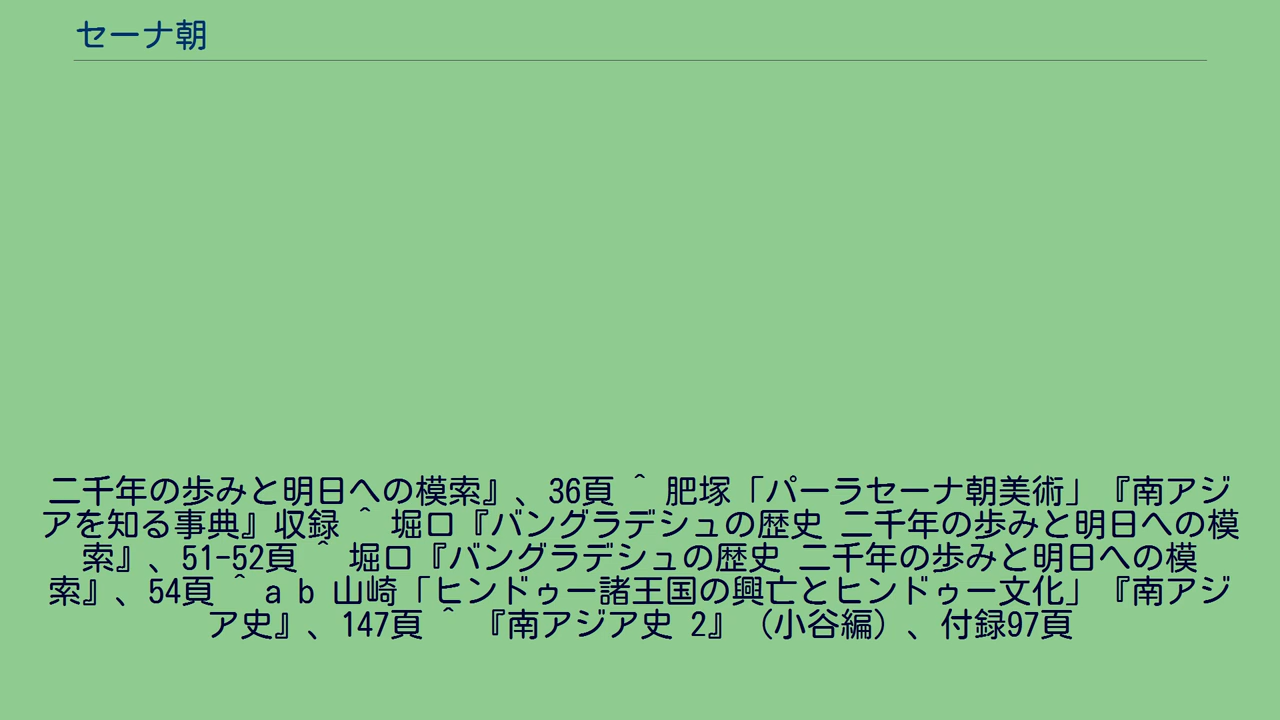 セーナ朝
二千年の歩みと明日への模索』、36頁 ^ 肥塚「パーラセーナ朝美術」『南アジ
アを知る事典』収録 ^ 堀口『バングラデシュの歴史 二千年の歩みと明日への模
索』、51-52頁 ^ 堀口『バングラデシュの歴史 二千年の歩みと明日への模
索』、54頁 ^ a b 山崎「ヒンドゥー諸王国の興亡とヒンドゥー文化」『南アジ
ア史』、147頁 ^ 『南アジア史 2』（小谷編）、付録97頁